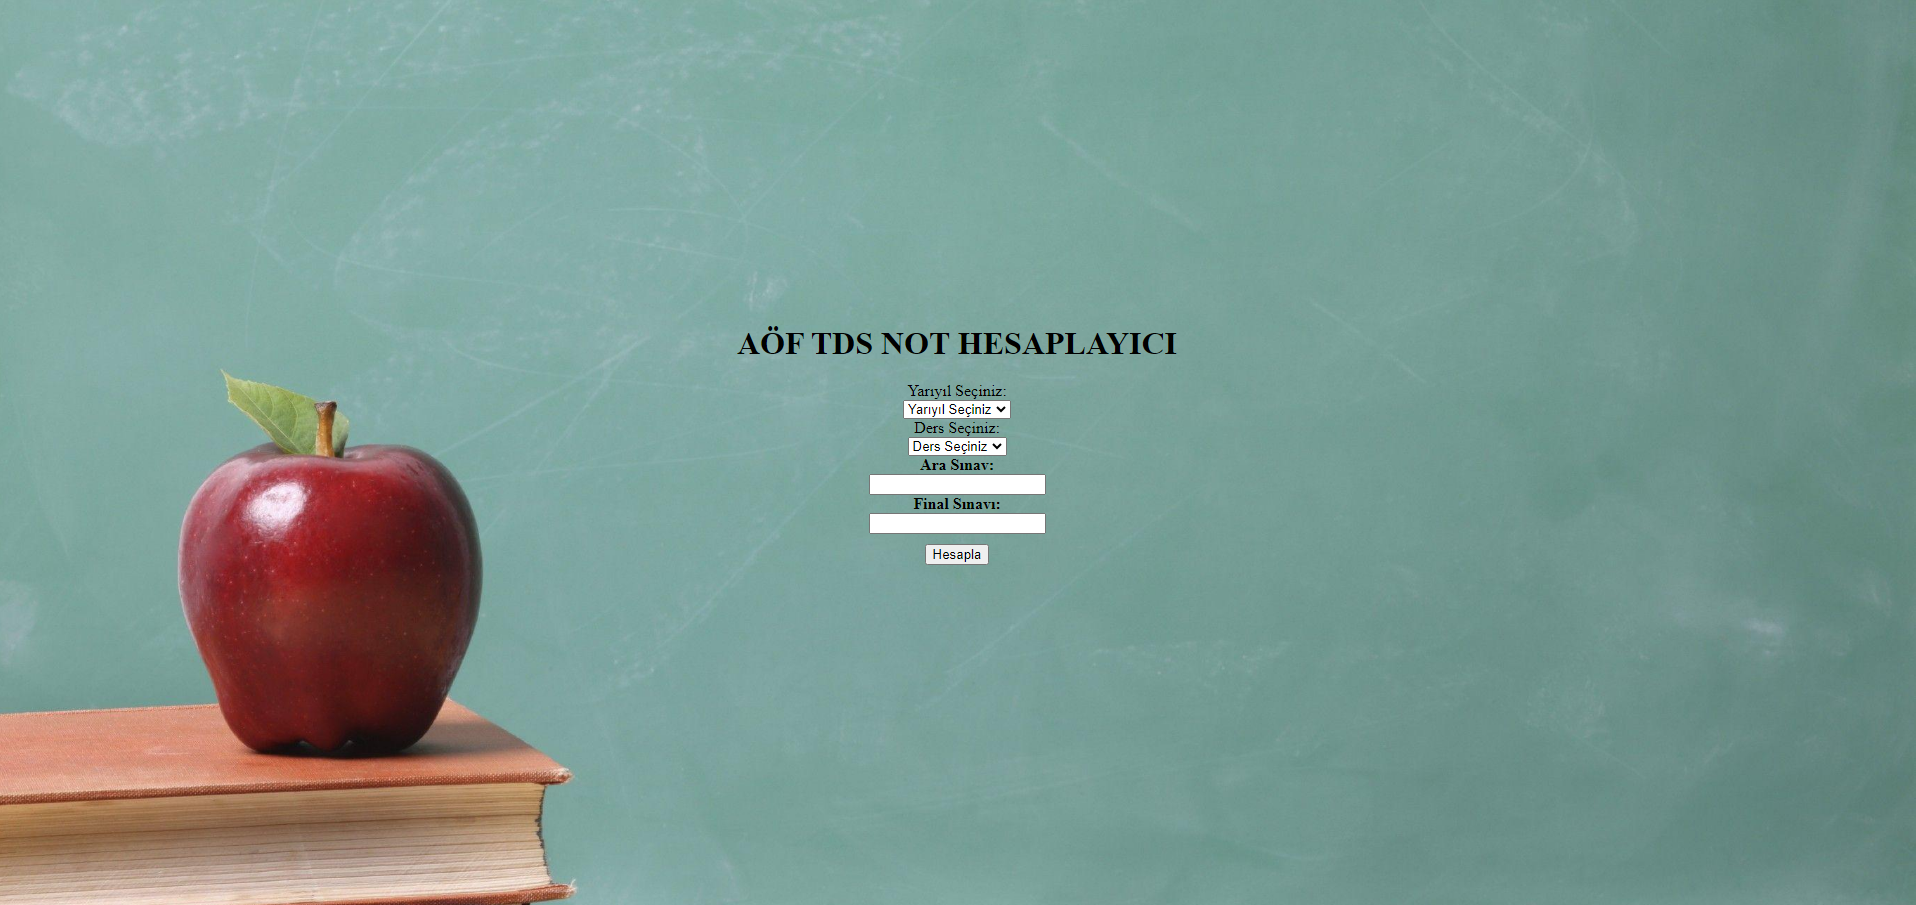 AÖF TDS NOT HESAPLAYICI
Yarıyıl Seçiniz:
Yarıyıl Seçiniz
Ders Seçiniz:
Ders Seçiniz
Ara Sınav:
Final Sınavı:
Hesapla